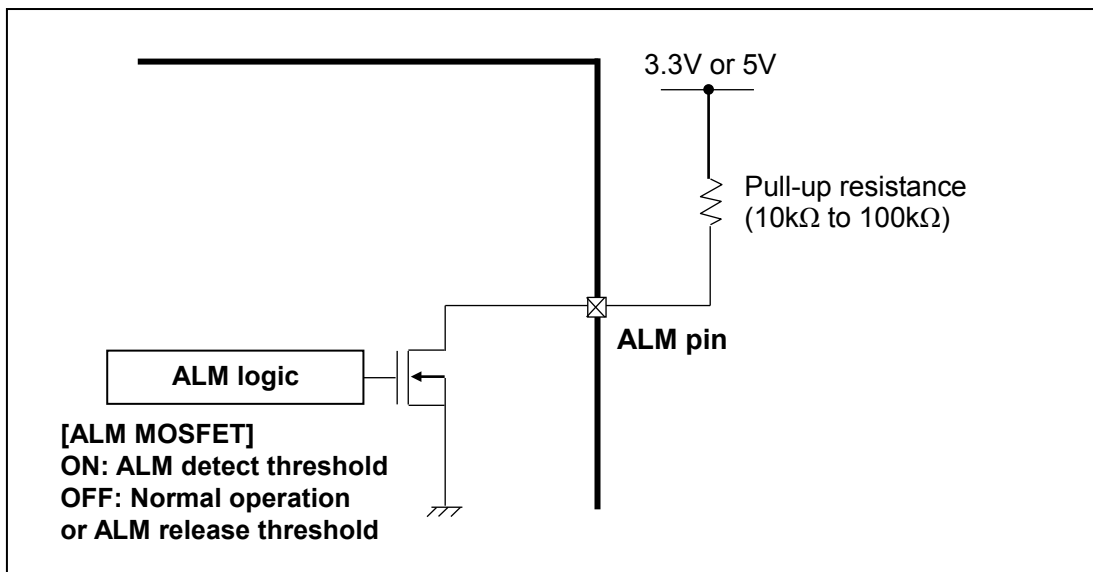 3.3V or 5V
Pull-up resistance
(10kΩ to 100kΩ)
ALM pin
ALM logic
[ALM MOSFET]
ON: ALM detect threshold
OFF: Normal operation
or ALM release threshold